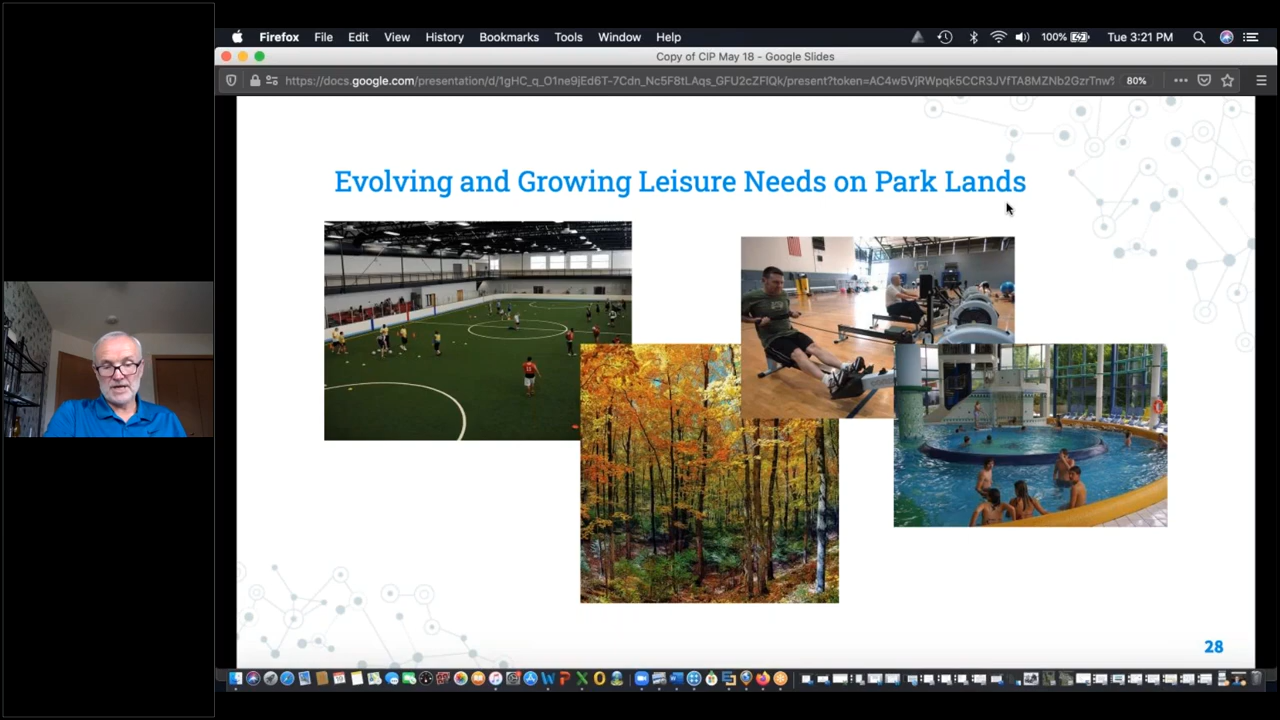 Firefox File Edit View History Bookmarks Tools Window Help 100% Tue 3:21 PM
Copy of CIP May 18 - Google Slides
80%
Evolving and Growing Leisure Needs on Park Lands
28